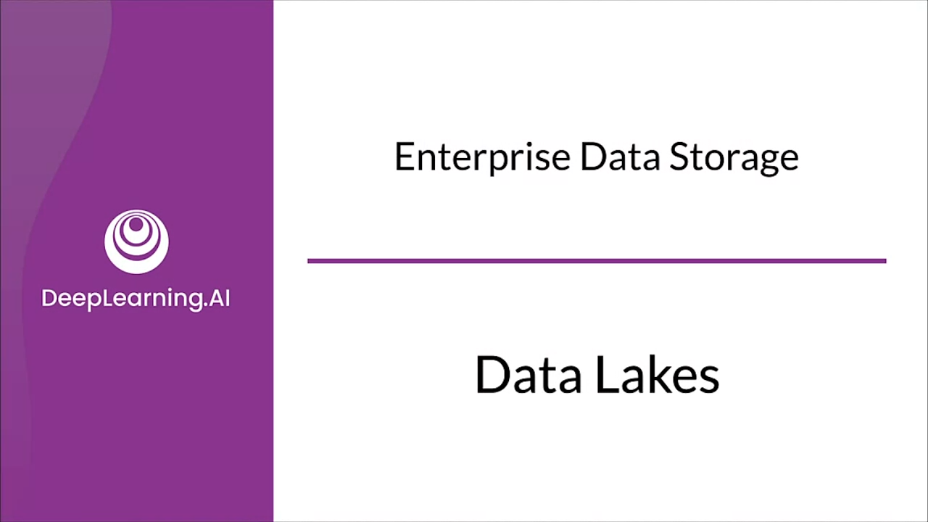 Enterprise Data Storage
DeepLearning.AI
Data Lakes